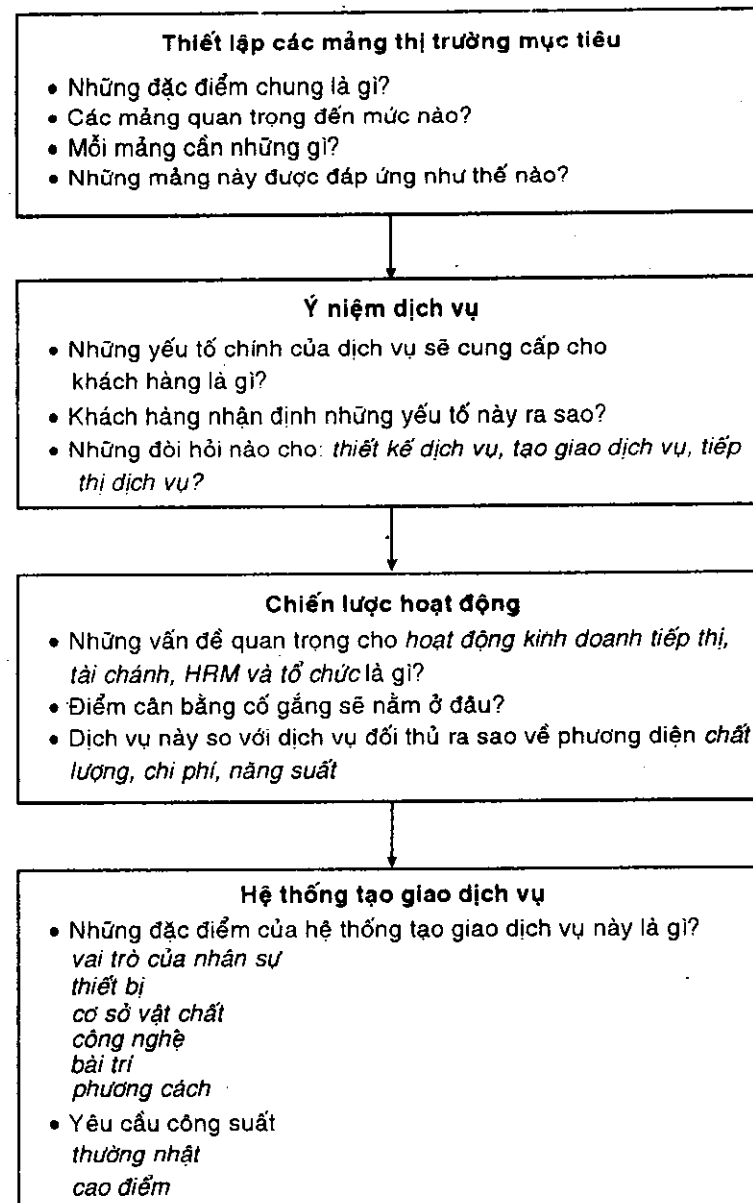 Thiết lập các mảng thị trường mục tiêu
• Những đặc điểm chung là gì?
• Các mảng quan trọng đến mức nào?
• Mỗi mảng cần những gì?
• Những mảng này được đáp ứng như thế nào?
Ý niệm dịch vụ
• Những yếu tố chính của dịch vụ sẽ cung cấp cho
khách hàng là gì?
• Khách hàng nhận định những yếu tố này ra sao?
• Những đòi hỏi nào cho: thiết kế dịch vụ, tạo giao dịch vụ, tiếp
thị dịch vụ?
Chiến lược hoạt động
• Những vấn đề quan trọng cho hoạt động kinh doanh tiếp thị,
tài chánh, HRM và tổ chức là gì?
• Điểm cân bằng cố gắng sẽ nằm ở đâu?
• Dịch vụ này so với dịch vụ đối thủ ra sao về phương diện chất
lượng, chi phí, năng suất
Hệ thống tạo giao dịch vụ
• Những đặc điểm của hệ thống tạo giao dịch vụ này là gì?
vai trò của nhân sự
thiết bị
cơ sở vật chất
công nghệ
bài trí
phương cách
• Yêu cầu công suất
thường nhật
cao điểm